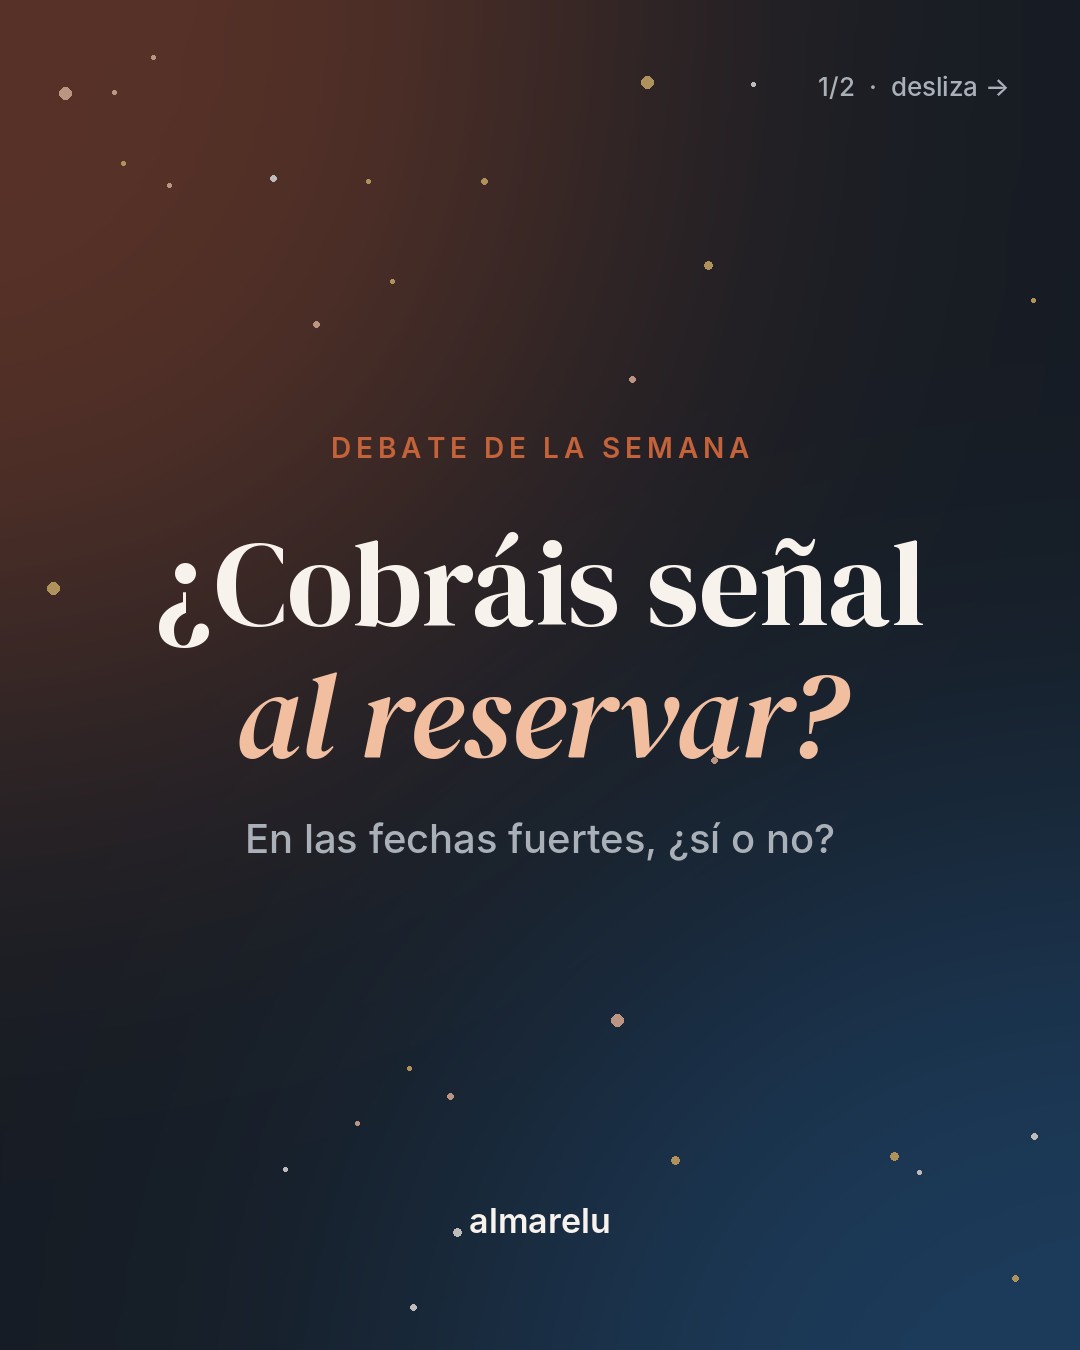 1/2 · desliza →
DEBATE DE LA SEMANA
¿Cobráis señal
al reservar?
En las fechas fuertes, ¿sí o no?
almarelu